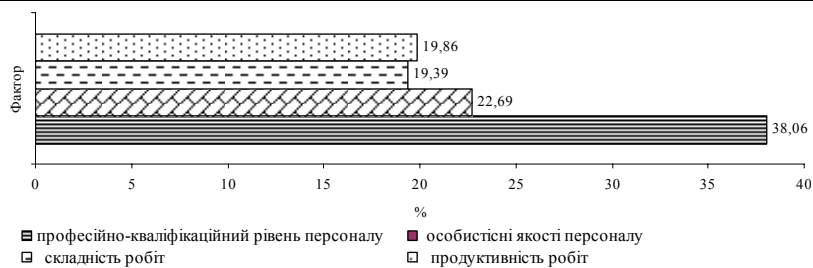 19,86
19,39
22,69
38,06
Фактор
0 5 10 15 20 25 30 35 40
%
професійно-кваліфікаційний рівень персоналу особистісні якості персоналу
складність робіт продуктивність робіт